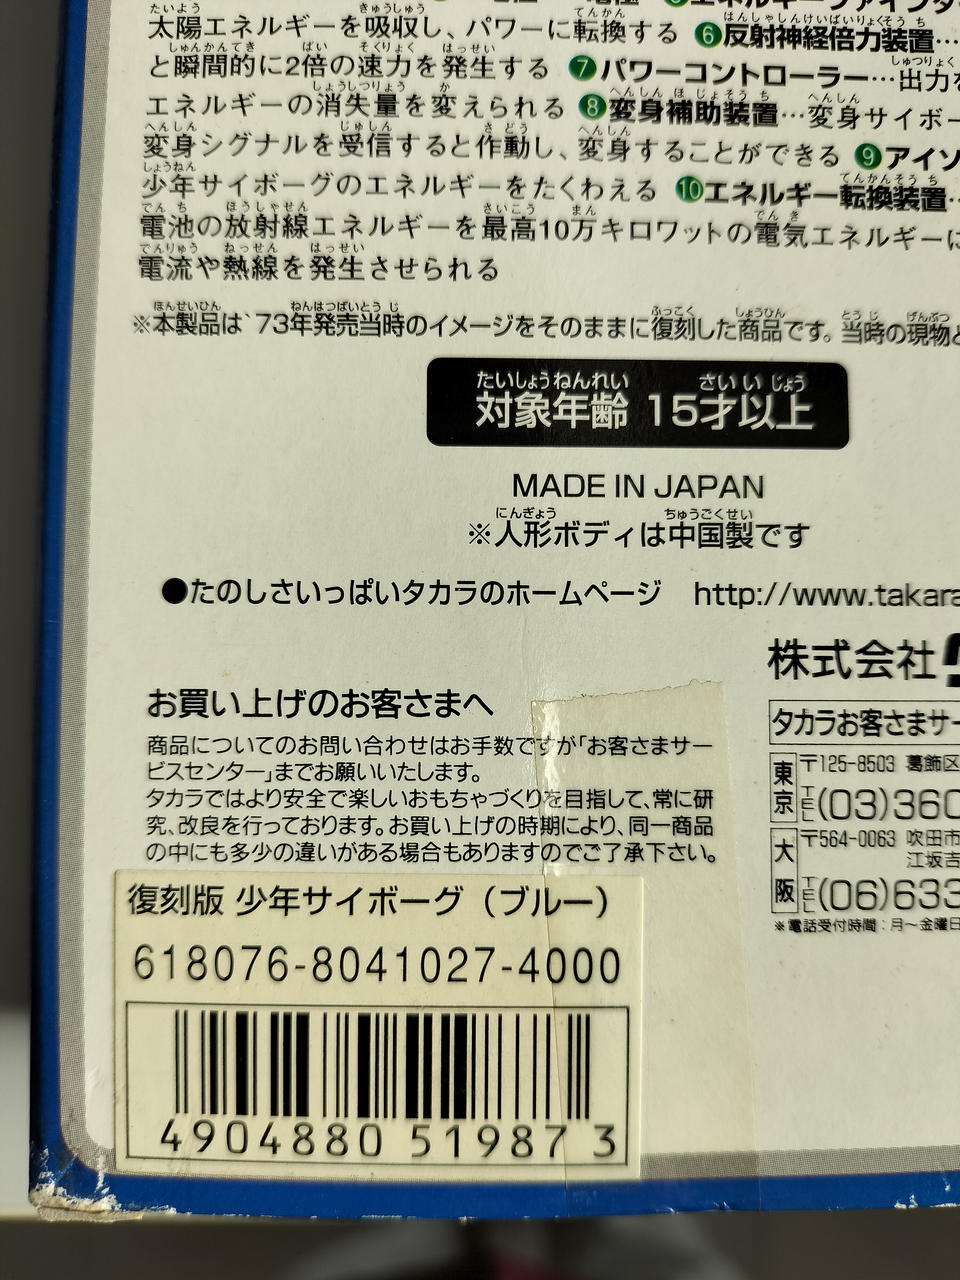 太陽エネルギーを吸収し、パワーに転換する ❻反射神経倍力装置…
と瞬間的に2倍の速力を発生する ❼パワーコントローラー…出力を
エネルギーの消失量を変えられる ❽変身補助装置…変身サイボー
変身シグナルを受信すると作動し、変身することができる ❾アイソ
少年サイボーグのエネルギーをたくわえる ❿エネルギー転換装置…
電池の放射線エネルギーを最高10万キロワットの電気エネルギーに
電流や熱線を発生させられる
※本製品は`73年発売当時のイメージをそのままに復刻した商品です。当時の現物と
対象年齢 15才以上
MADE IN JAPAN
※人形ボディは中国製です
●たのしさいっぱいタカラのホームページ http://www.takara
株式会社
お買い上げのお客さまへ
商品についてのお問い合わせはお手数ですが「お客さまサー
ビスセンター」までお願いいたします。
タカラではより安全で楽しいおもちゃづくりを目指して、常に研
究、改良を行っております。お買い上げの時期により、同一商品
の中にも多少の違いがある場合もありますのでご了承下さい。
タカラお客さまサー
東京 〒125-8503 葛飾区
TEL(03)360
大阪 〒564-0063 吹田市
江坂
TEL(06)633
※電話受付時間：月〜金曜日
復刻版 少年サイボーグ（ブルー）
618076-8041027-4000
4904880 51987 3